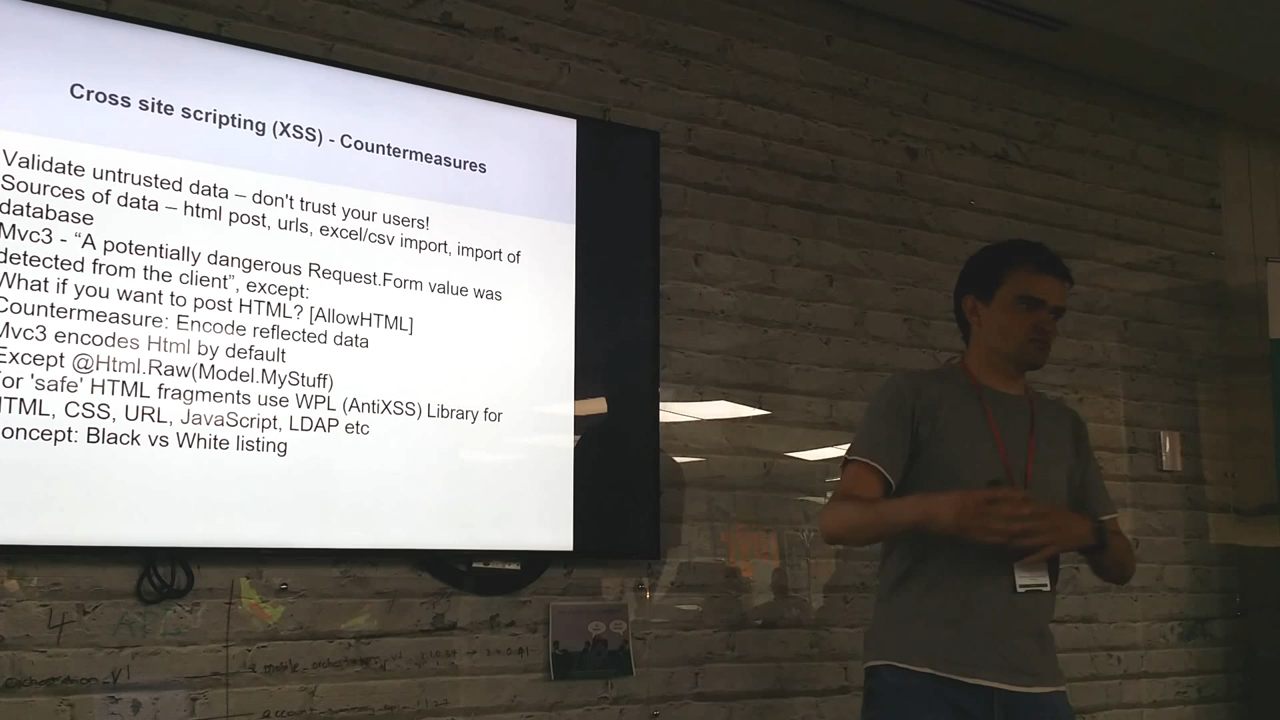 Cross site scripting (XSS) - Countermeasures
Validate untrusted data – don't trust your users!
Sources of data – html post, urls, excel/csv import, import of
database
Mvc3 - “A potentially dangerous Request.Form value was
detected from the client”, except:
What if you want to post HTML? [AllowHTML]
Countermeasure: Encode reflected data
Mvc3 encodes Html by default
Except @Html.Raw(Model.MyStuff)
or 'safe' HTML fragments use WPL (AntiXSS) Library for
HTML, CSS, URL, JavaScript, LDAP etc
oncept: Black vs White listing
4